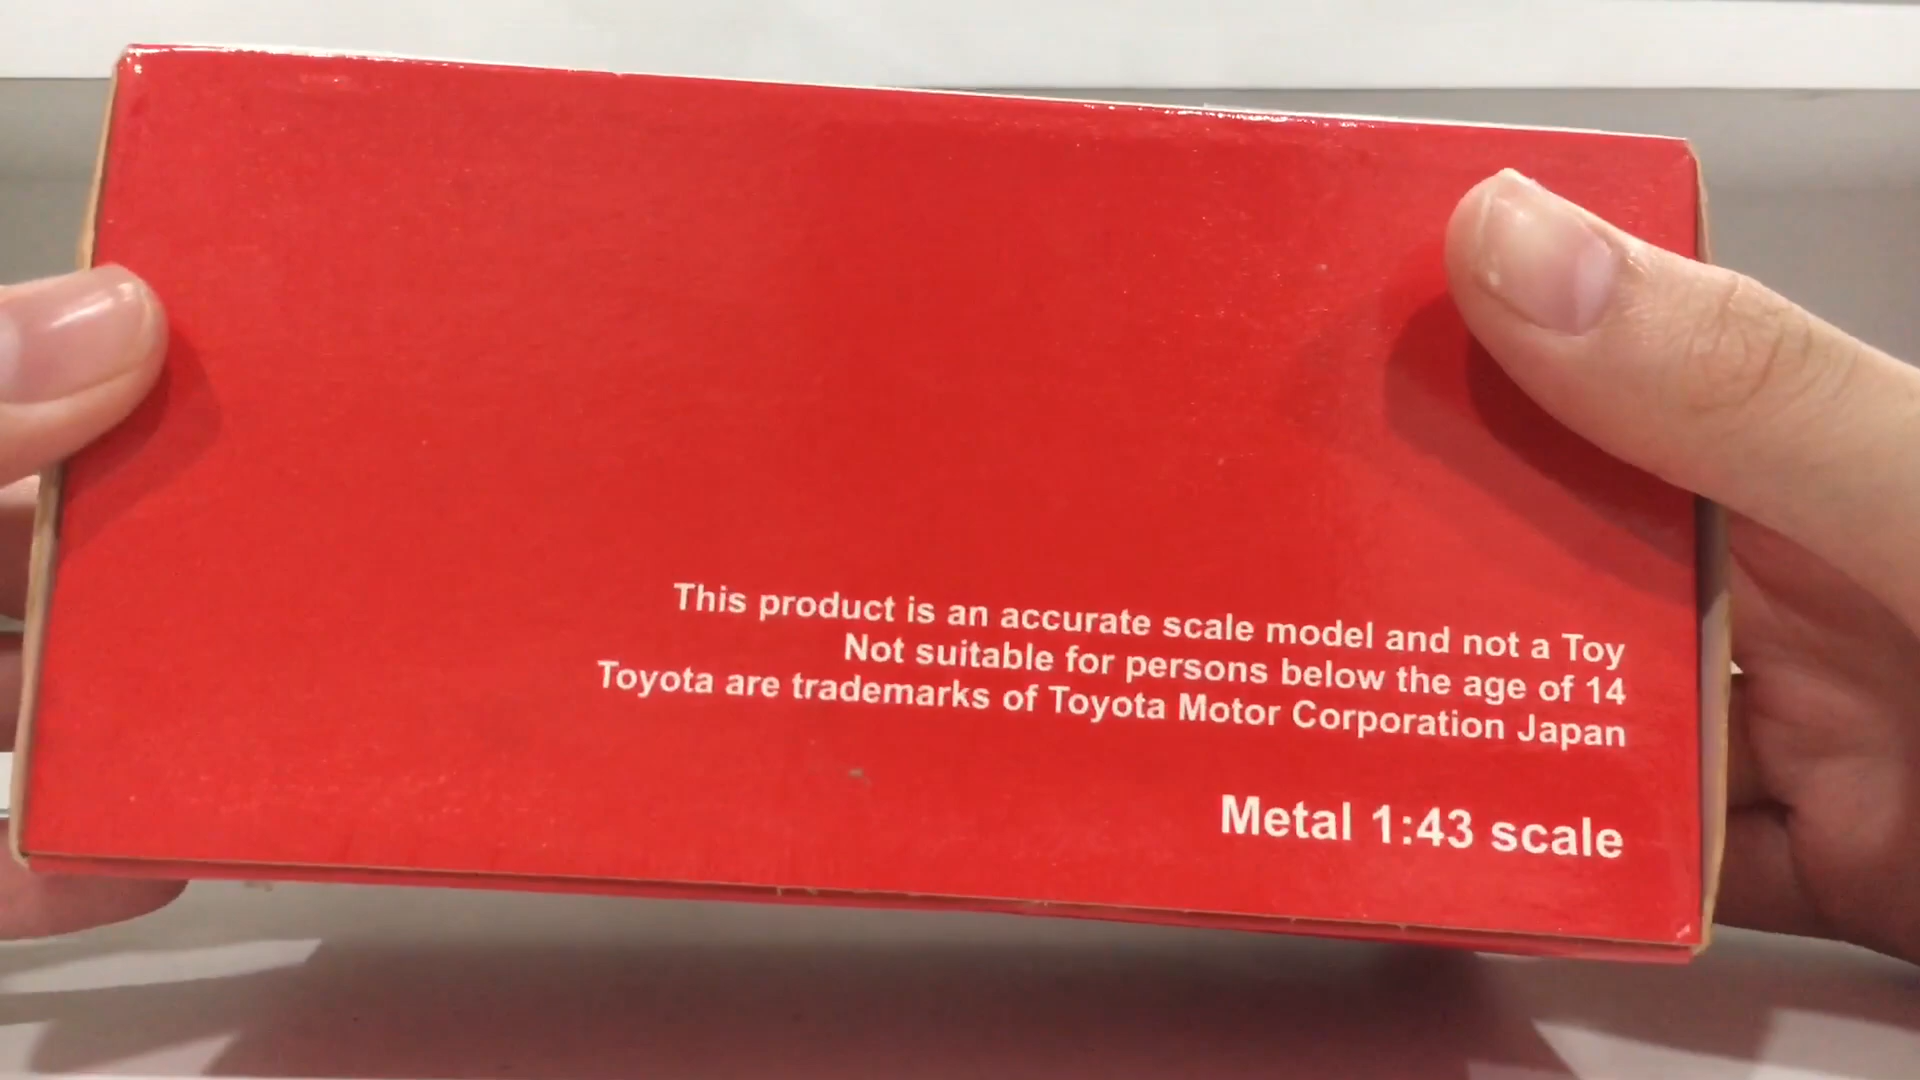 This product is an accurate scale model and not a Toy
Not suitable for persons below the age of 14
Toyota are trademarks of Toyota Motor Corporation Japan
Metal 1:43 scale